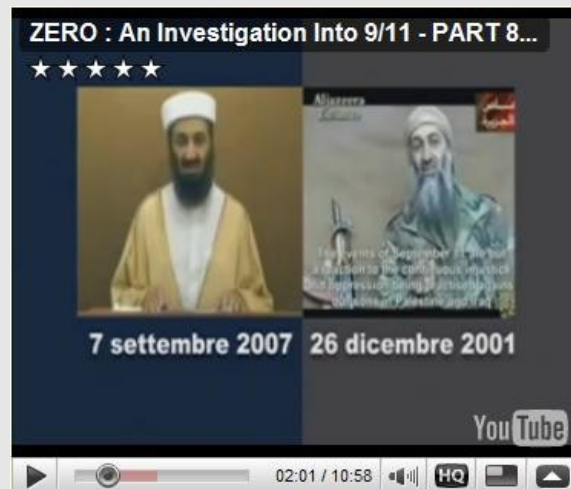 ZERO : An Investigation Into 9/11 - PART 8...
Aljazeera
Exclusive
The events of September 11 are but
a reaction to the continuous injustice
and oppression being practised against
our sons in Palestine and Iraq
7 settembre 2007 26 dicembre 2001
YouTube
02:01 / 10:58 HQ